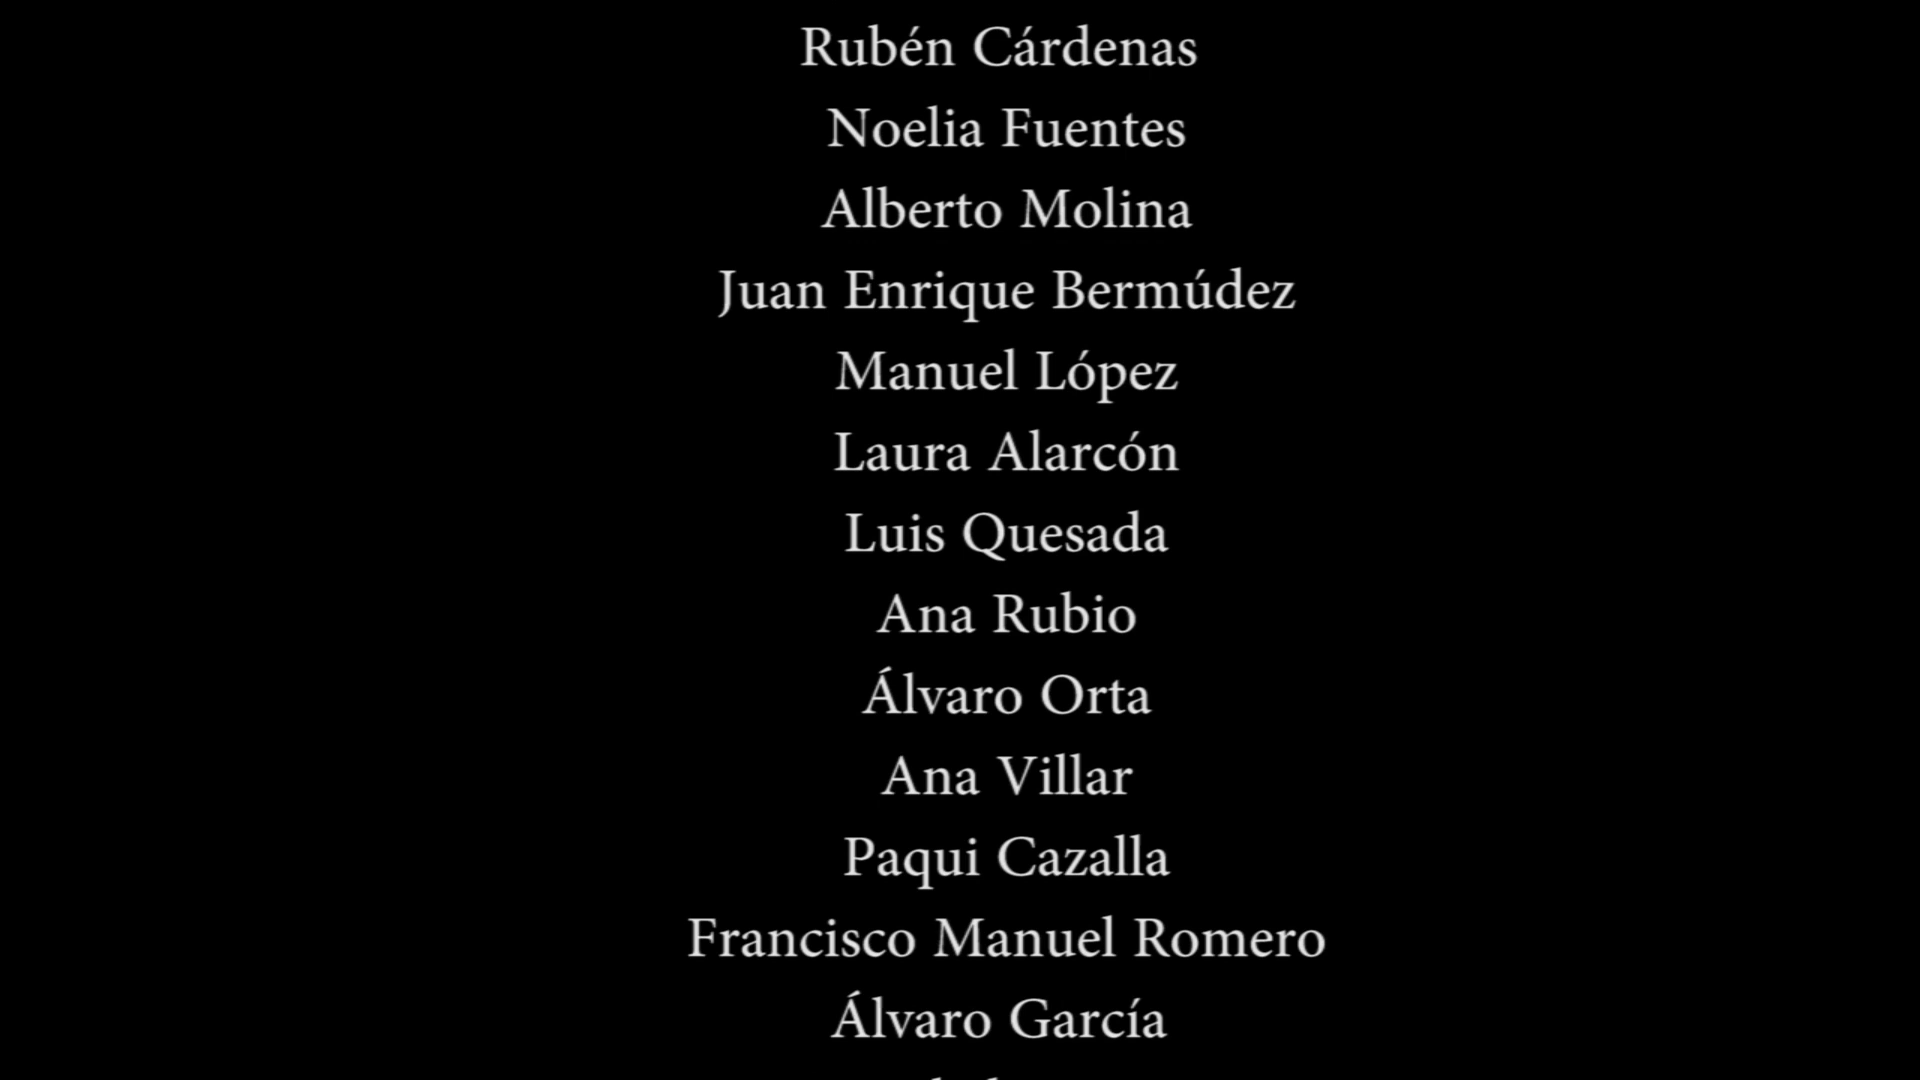 Rubén Cárdenas
Noelia Fuentes
Alberto Molina
Juan Enrique Bermúdez
Manuel López
Laura Alarcón
Luis Quesada
Ana Rubio
Álvaro Orta
Ana Villar
Paqui Cazalla
Francisco Manuel Romero
Álvaro García